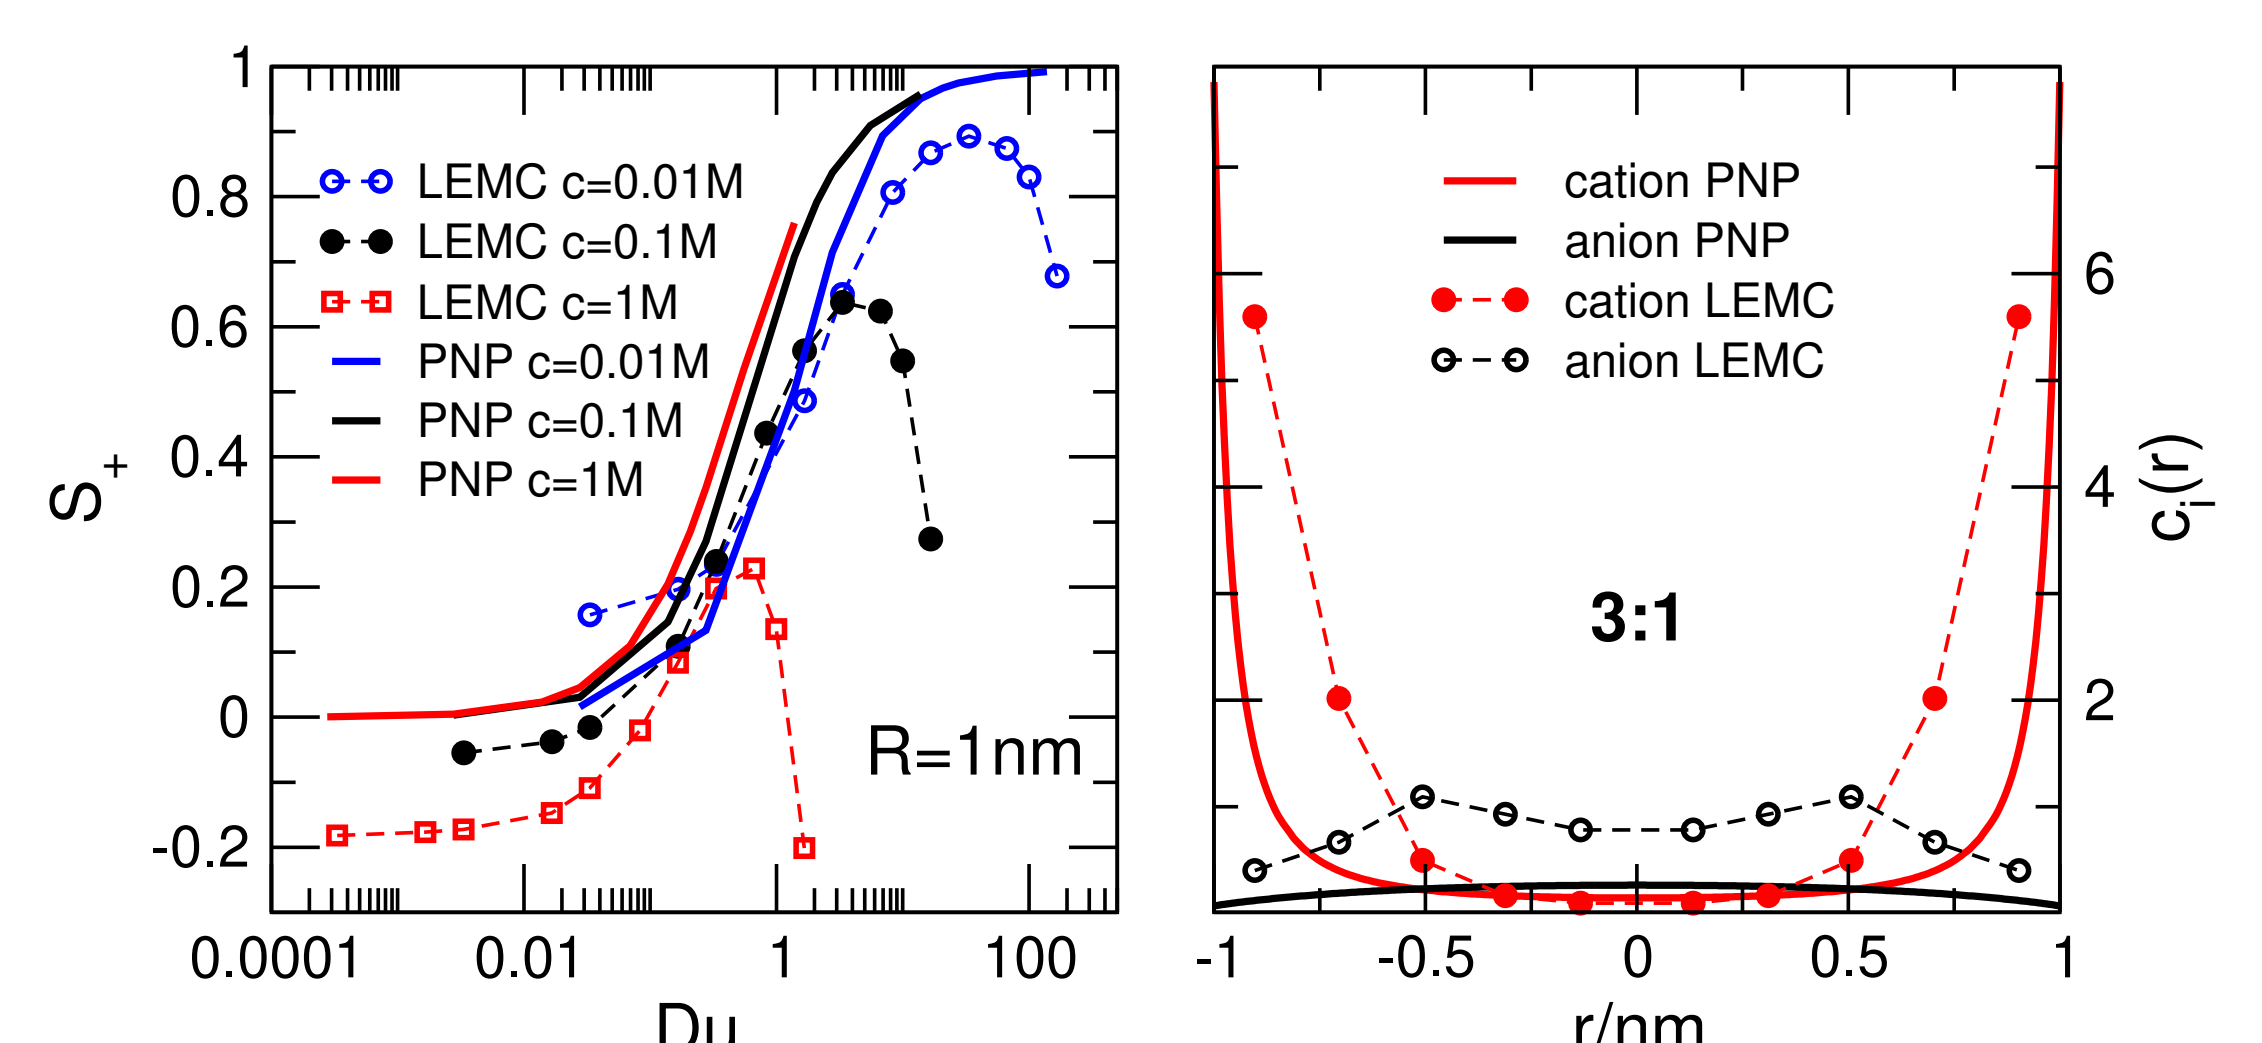 1
0.8
0.6
0.4
0.2
0
-0.2
S+
LEMC c=0.01M
LEMC c=0.1M
LEMC c=1M
PNP c=0.01M
PNP c=0.1M
PNP c=1M
R=1nm
0.0001 0.01 1 100
Du
cation PNP
anion PNP
cation LEMC
anion LEMC
3:1
6
4
2
ci(r)
-1 -0.5 0 0.5 1
r/nm